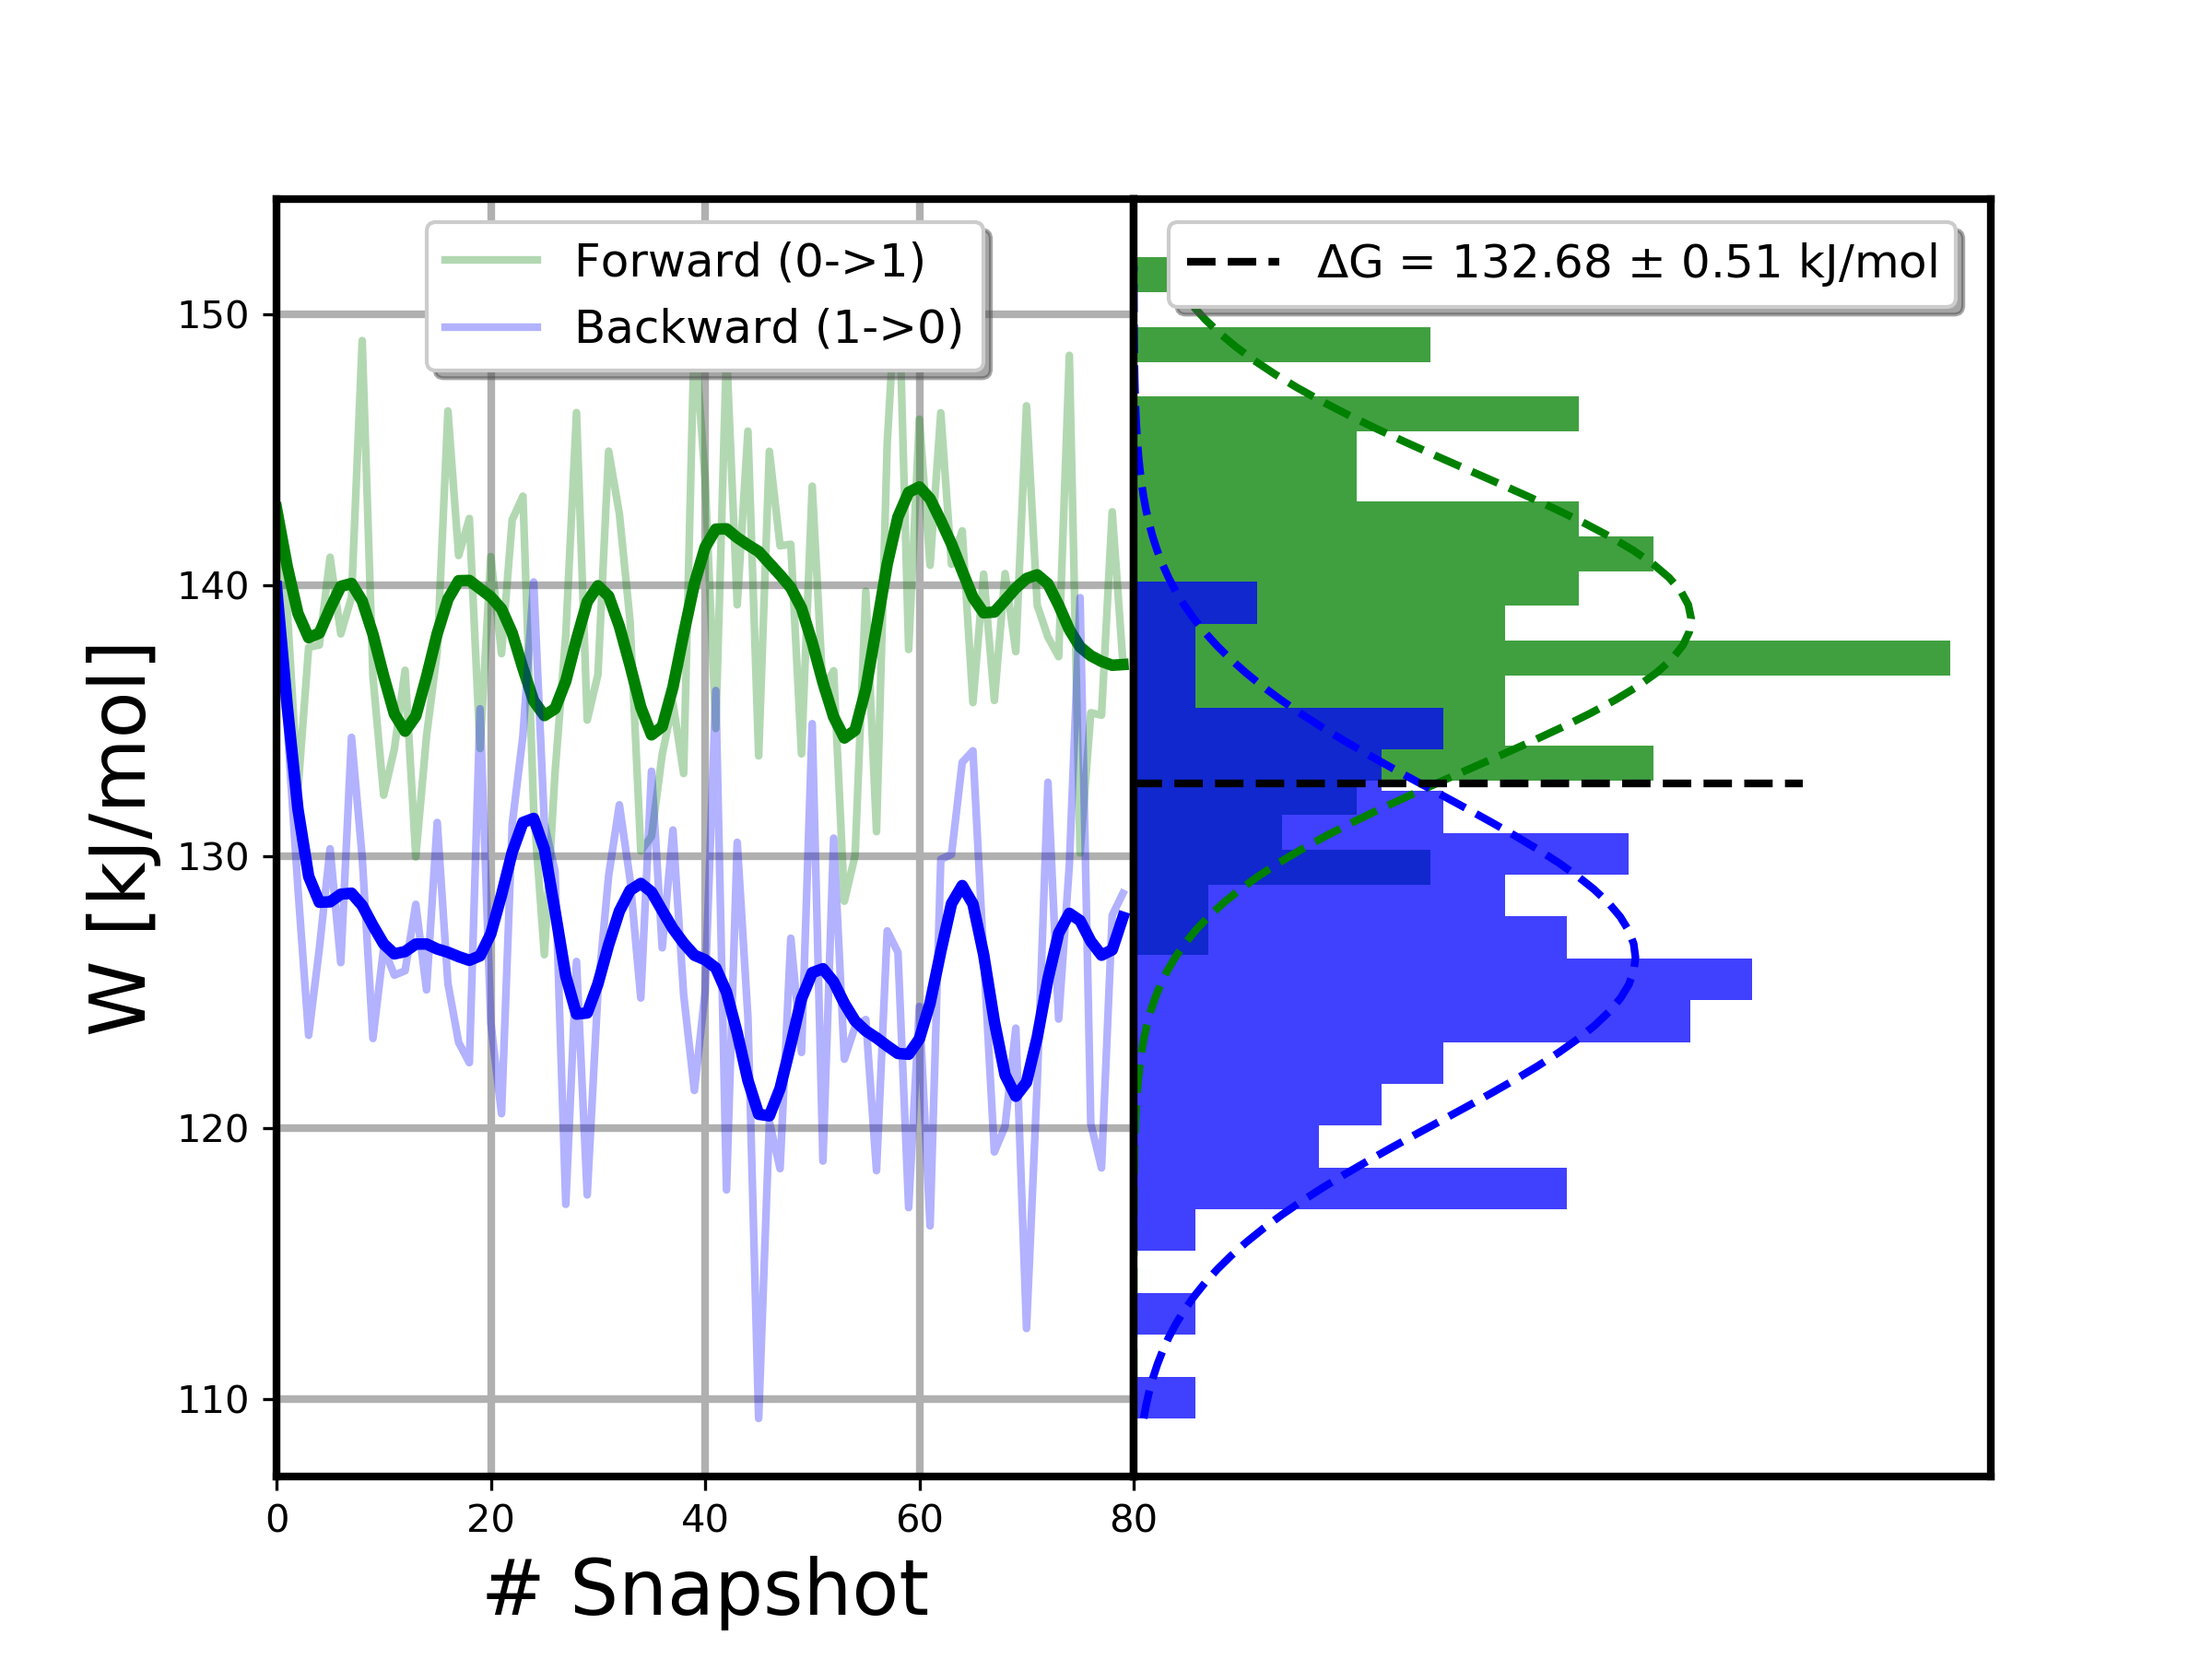 Forward (0->1)
Backward (1->0)
ΔG = 132.68 ± 0.51 kJ/mol
W [kJ/mol]
150
140
130
120
110
0 20 40 60 80
# Snapshot